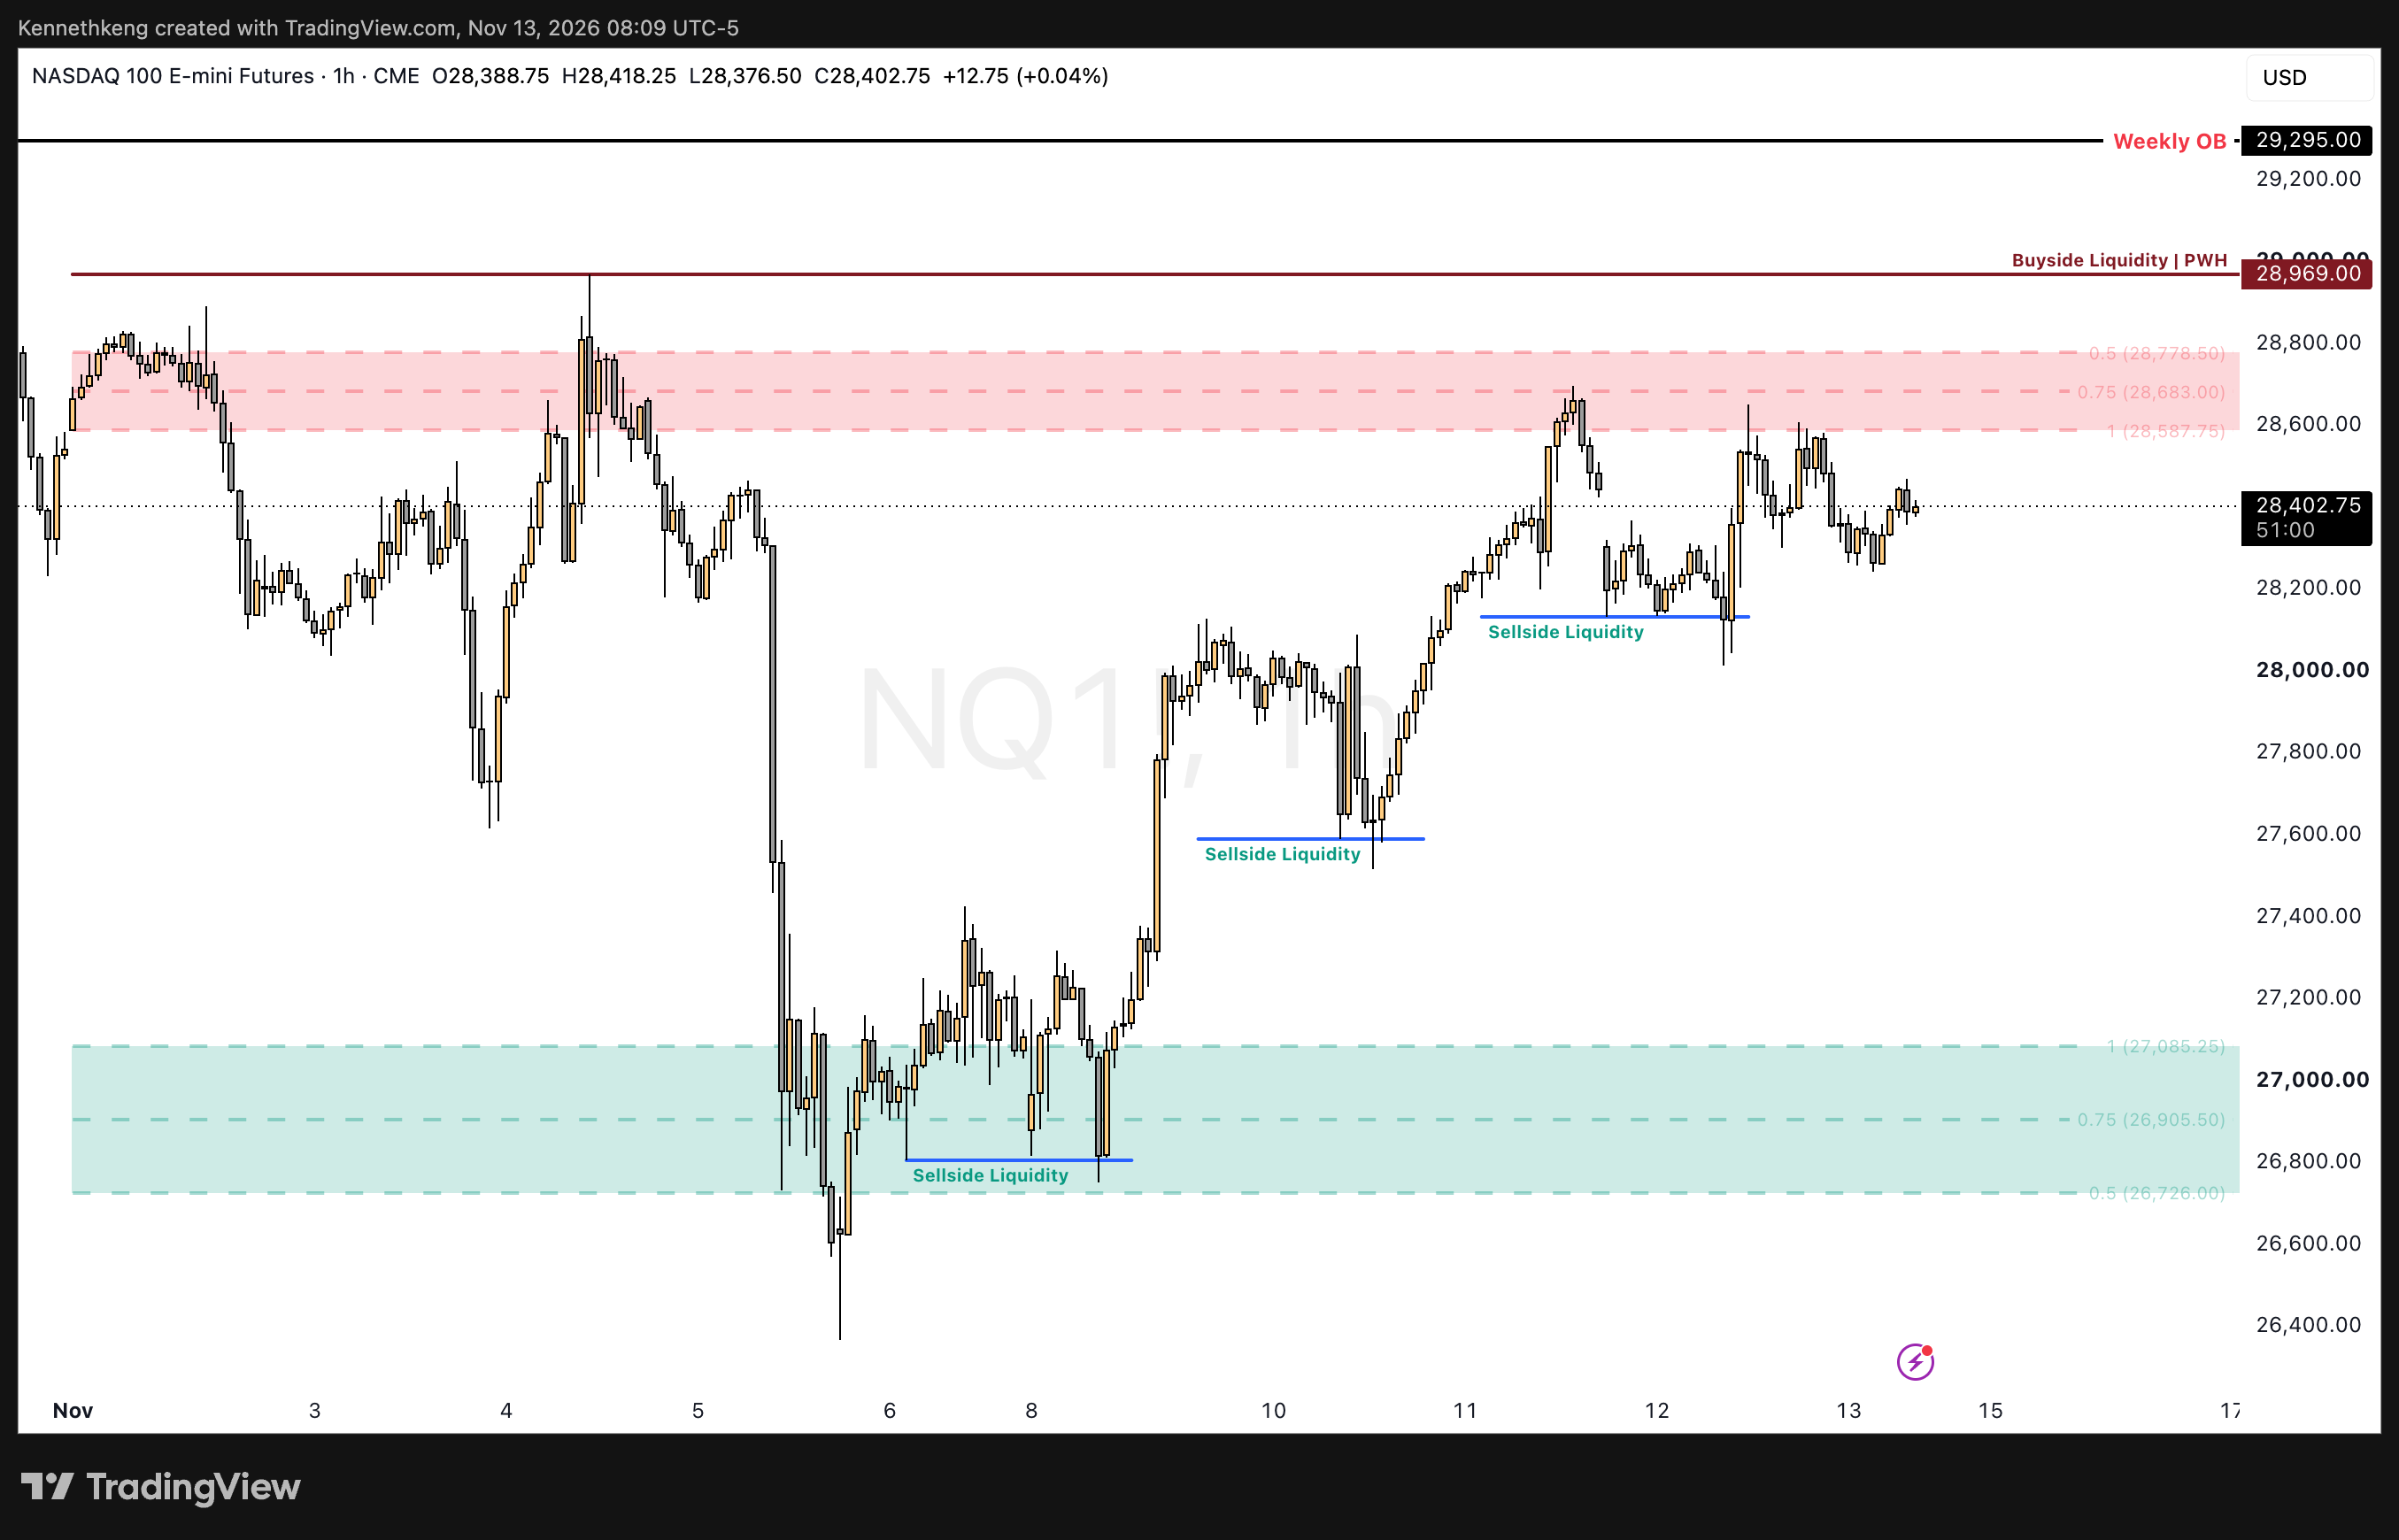 Kennethkeng created with TradingView.com, Nov 13, 2026 08:09 UTC-5
NASDAQ 100 E-mini Futures · 1h · CME O28,388.75 H28,418.25 L28,376.50 C28,402.75 +12.75 (+0.04%)
USD
Weekly OB
29,295.00
29,200.00
Buyside Liquidity | PWH
29,000.00
28,969.00
0.5 (28,778.50)
28,800.00
0.75 (28,683.00)
1 (28,587.75)
28,600.00
28,402.75
51:00
28,200.00
Sellside Liquidity
28,000.00
NQ1!, 1h
27,800.00
27,600.00
Sellside Liquidity
27,400.00
27,200.00
1 (27,085.25)
27,000.00
0.75 (26,905.50)
26,800.00
Sellside Liquidity
0.5 (26,726.00)
26,600.00
26,400.00
Nov 3 4 5 6 8 10 11 12 13 15 17
TradingView